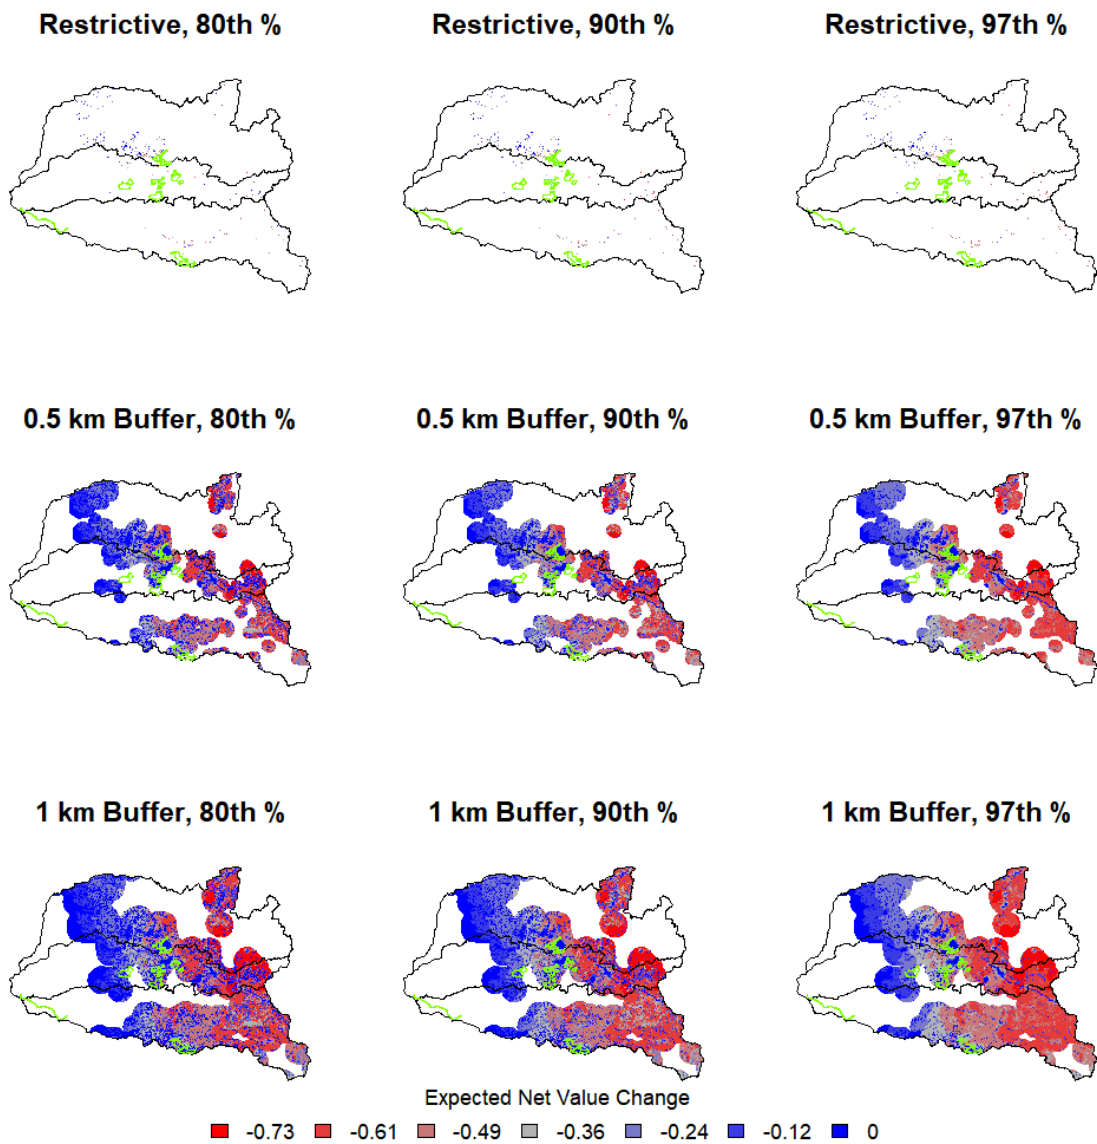 Restrictive, 80th %
Restrictive, 90th %
Restrictive, 97th %
0.5 km Buffer, 80th %
0.5 km Buffer, 90th %
0.5 km Buffer, 97th %
1 km Buffer, 80th %
1 km Buffer, 90th %
1 km Buffer, 97th %
Expected Net Value Change
-0.73 -0.61 -0.49 -0.36 -0.24 -0.12 0